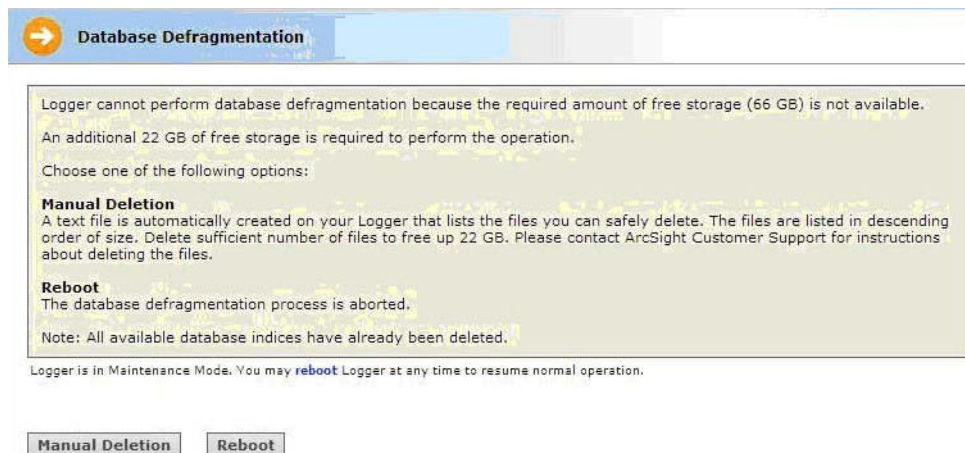 Database Defragmentation
Logger cannot perform database defragmentation because the required amount of free storage (66 GB) is not available.
An additional 22 GB of free storage is required to perform the operation.
Choose one of the following options:
Manual Deletion
A text file is automatically created on your Logger that lists the files you can safely delete. The files are listed in descending
order of size. Delete sufficient number of files to free up 22 GB. Please contact ArcSight Customer Support for instructions
about deleting the files.
Reboot
The database defragmentation process is aborted.
Note: All available database indices have already been deleted.
Logger is in Maintenance Mode. You may reboot Logger at any time to resume normal operation.
Manual Deletion Reboot